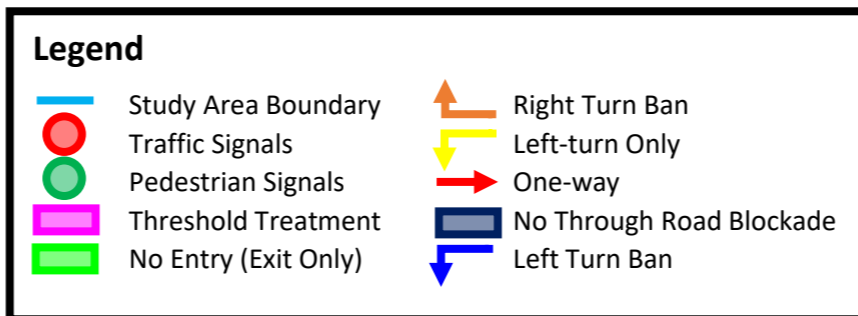 Legend
Study Area Boundary
Traffic Signals
Pedestrian Signals
Threshold Treatment
No Entry (Exit Only)
Right Turn Ban
Left-turn Only
One-way
No Through Road Blockade
Left Turn Ban